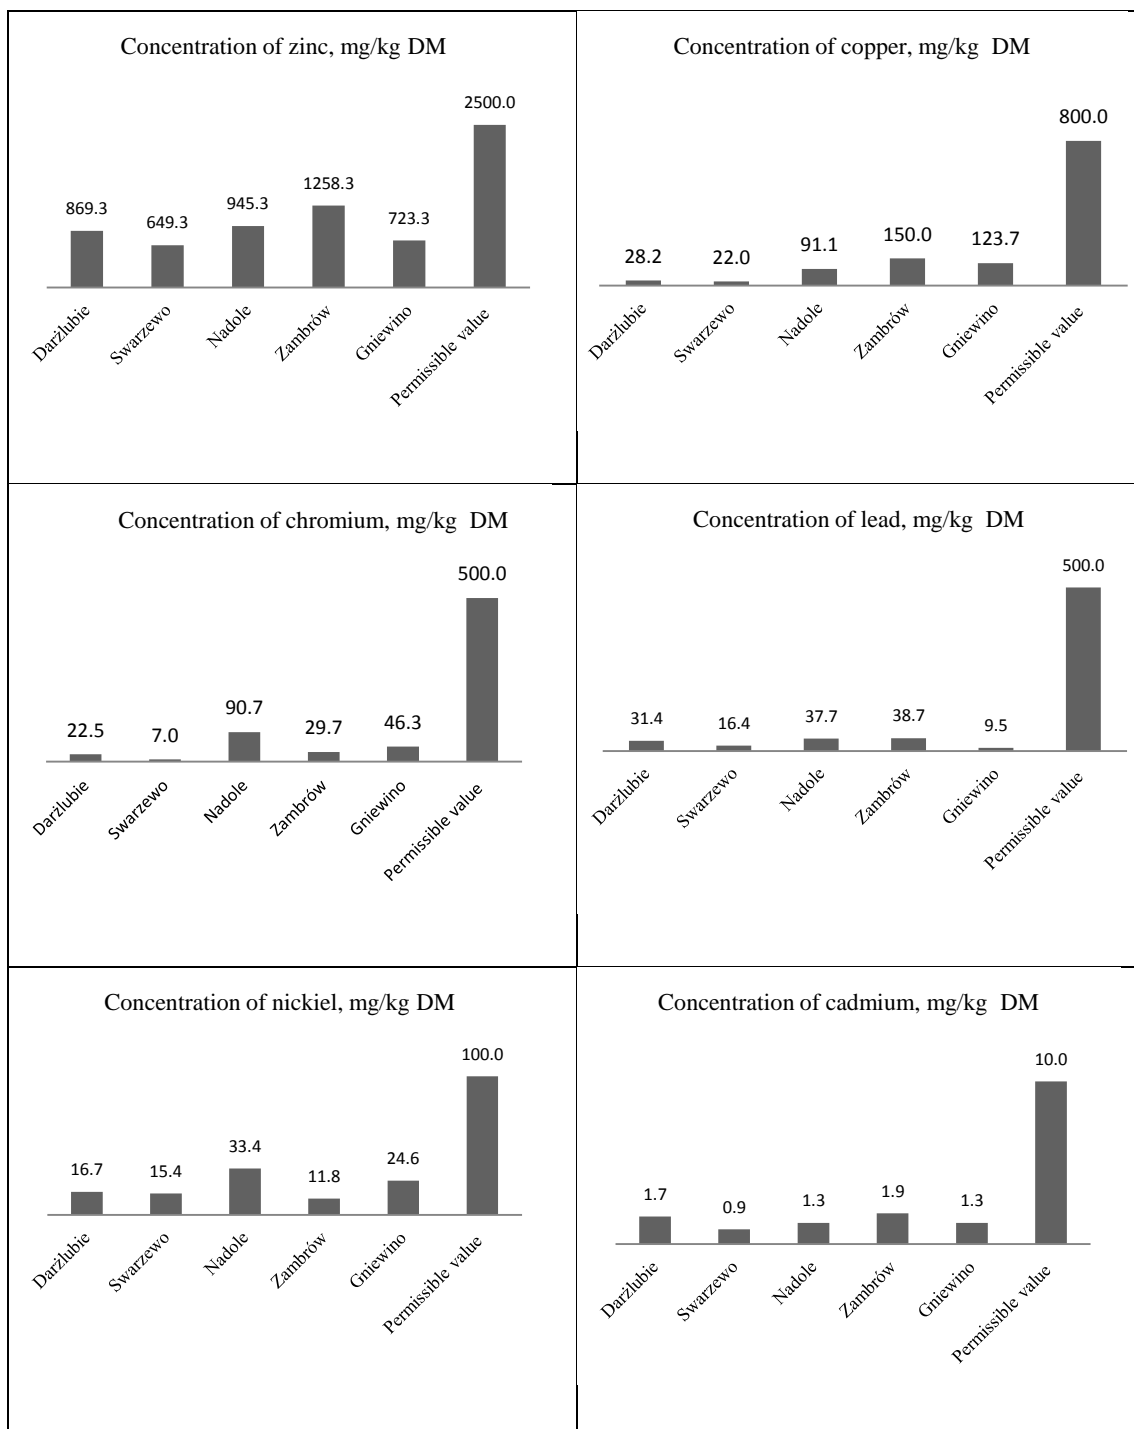 Concentration of zinc, mg/kg DM
2500.0
1258.3
945.3
869.3
723.3
649.3
Darżlubie
Swarzewo
Nadole
Zambrów
Gniewino
Permissible value
Concentration of copper, mg/kg DM
800.0
150.0
123.7
91.1
28.2
22.0
Darżlubie
Swarzewo
Nadole
Zambrów
Gniewino
Permissible value
Concentration of chromium, mg/kg DM
500.0
90.7
46.3
29.7
22.5
7.0
Darżlubie
Swarzewo
Nadole
Zambrów
Gniewino
Permissible value
Concentration of lead, mg/kg DM
500.0
31.4
16.4
37.7
38.7
9.5
Darżlubie
Swarzewo
Nadole
Zambrów
Gniewino
Permissible value
Concentration of nickiel, mg/kg DM
100.0
33.4
24.6
16.7
15.4
11.8
Darżlubie
Swarzewo
Nadole
Zambrów
Gniewino
Permissible value
Concentration of cadmium, mg/kg DM
10.0
1.7
0.9
1.3
1.9
1.3
Darżlubie
Swarzewo
Nadole
Zambrów
Gniewino
Permissible value